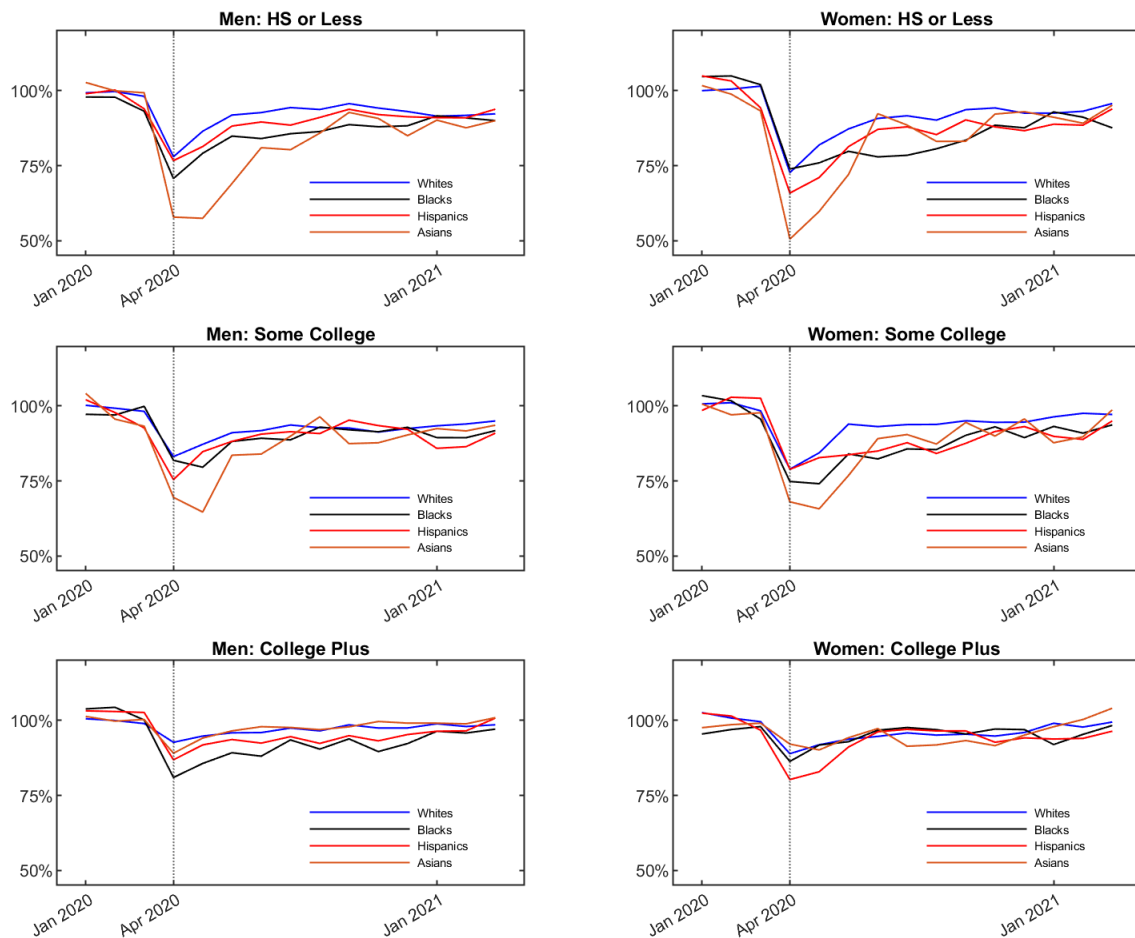 Men: HS or Less
100%
75%
50%
Whites
Blacks
Hispanics
Asians
Jan 2020
Apr 2020
Jan 2021
Women: HS or Less
100%
75%
50%
Whites
Blacks
Hispanics
Asians
Jan 2020
Apr 2020
Jan 2021
Men: Some College
100%
75%
50%
Whites
Blacks
Hispanics
Asians
Jan 2020
Apr 2020
Jan 2021
Women: Some College
100%
75%
50%
Whites
Blacks
Hispanics
Asians
Jan 2020
Apr 2020
Jan 2021
Men: College Plus
100%
75%
50%
Whites
Blacks
Hispanics
Asians
Jan 2020
Apr 2020
Jan 2021
Women: College Plus
100%
75%
50%
Whites
Blacks
Hispanics
Asians
Jan 2020
Apr 2020
Jan 2021